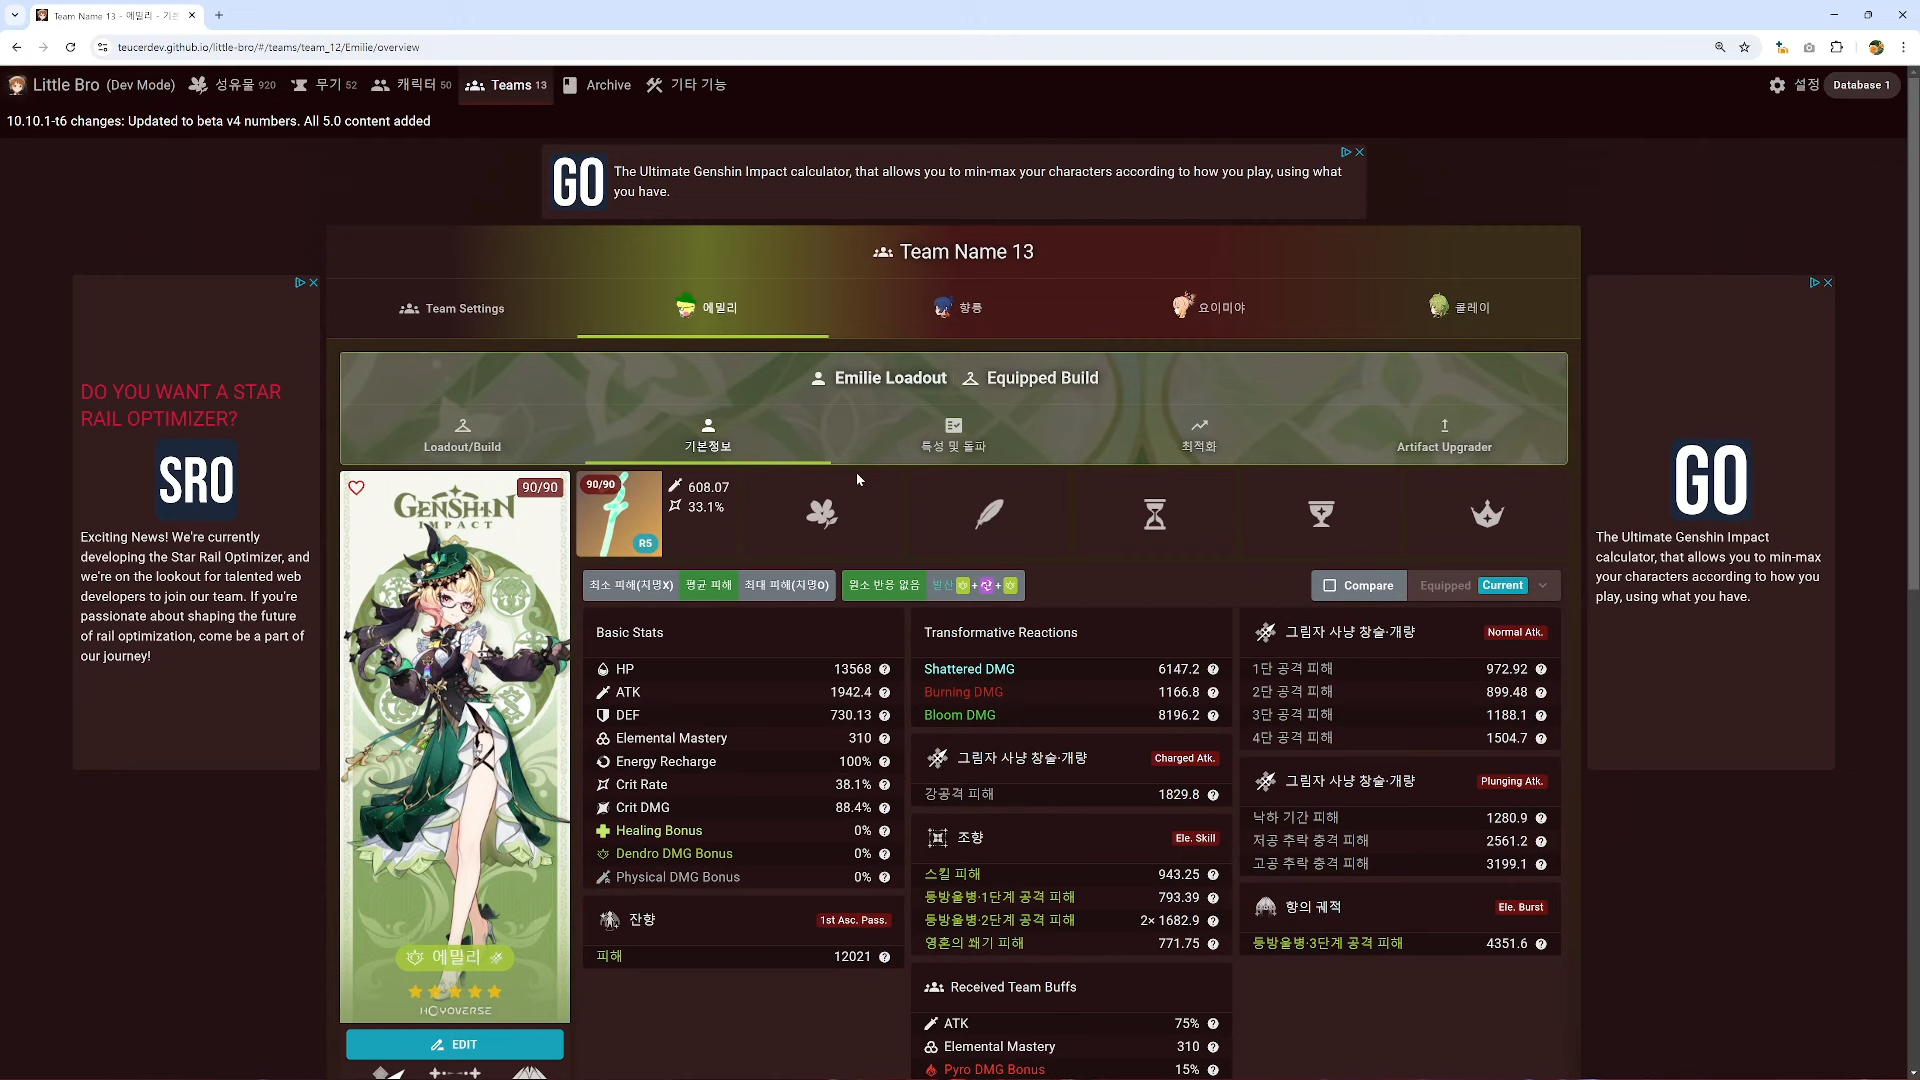 Team Name 13 - 에밀리 - 기본
teucerdev.github.io/little-bro/#/teams/team_12/Emilie/overview
Little Bro (Dev Mode) 성유물 920 무기 52 캐릭터 50 Teams 13 Archive 기타 기능 설정 Database 1
10.10.1-t6 changes: Updated to beta v4 numbers. All 5.0 content added
GO The Ultimate Genshin Impact calculator, that allows you to min-max your characters according to how you play, using what
you have.
Team Name 13
Team Settings 에밀리 향릉 요이미야 콜레이
Emilie Loadout Equipped Build
Loadout/Build 기본정보 특성 및 돌파 최적화 Artifact Upgrader
DO YOU WANT A STAR
RAIL OPTIMIZER?
SRO
Exciting News! We're currently
developing the Star Rail Optimizer, and
we're on the lookout for talented web
developers to join our team. If you're
passionate about shaping the future
of rail optimization, come be a part of
our journey!
GENSHIN
IMPACT
90/90
에밀리
HOYOVERSE
EDIT
90/90
R5
608.07
33.1%
최소 피해(치명X) 평균 피해 최대 피해(치명O) 원소 반응 없음 발산 + + Compare Equipped Current
Basic Stats
HP 13568
ATK 1942.4
DEF 730.13
Elemental Mastery 310
Energy Recharge 100%
Crit Rate 38.1%
Crit DMG 88.4%
Healing Bonus 0%
Dendro DMG Bonus 0%
Physical DMG Bonus 0%
잔향 1st Asc. Pass.
피해 12021
Transformative Reactions
Shattered DMG 6147.2
Burning DMG 1166.8
Bloom DMG 8196.2
그림자 사냥 창술·개량 Charged Atk.
강공격 피해 1829.8
조향 Ele. Skill
스킬 피해 943.25
등방울병·1단계 공격 피해 793.39
등방울병·2단계 공격 피해 2× 1682.9
영혼의 쐐기 피해 771.75
Received Team Buffs
ATK 75%
Elemental Mastery 310
Pyro DMG Bonus 15%
그림자 사냥 창술·개량 Normal Atk.
1단 공격 피해 972.92
2단 공격 피해 899.48
3단 공격 피해 1188.1
4단 공격 피해 1504.7
그림자 사냥 창술·개량 Plunging Atk.
낙하 기간 피해 1280.9
저공 추락 충격 피해 2561.2
고공 추락 충격 피해 3199.1
향의 궤적 Ele. Burst
등방울병·3단계 공격 피해 4351.6
GO
The Ultimate Genshin Impact
calculator, that allows you to min-max
your characters according to how you
play, using what you have.